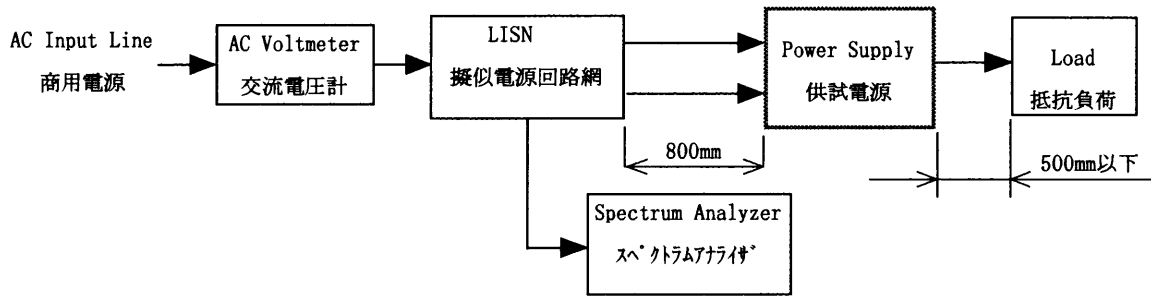 AC Input Line
商用電源
AC Voltmeter
交流電圧計
LISN
擬似電源回路網
Power Supply
供試電源
Load
抵抗負荷
800mm
500mm以下
Spectrum Analyzer
スペクトラムアナライザ